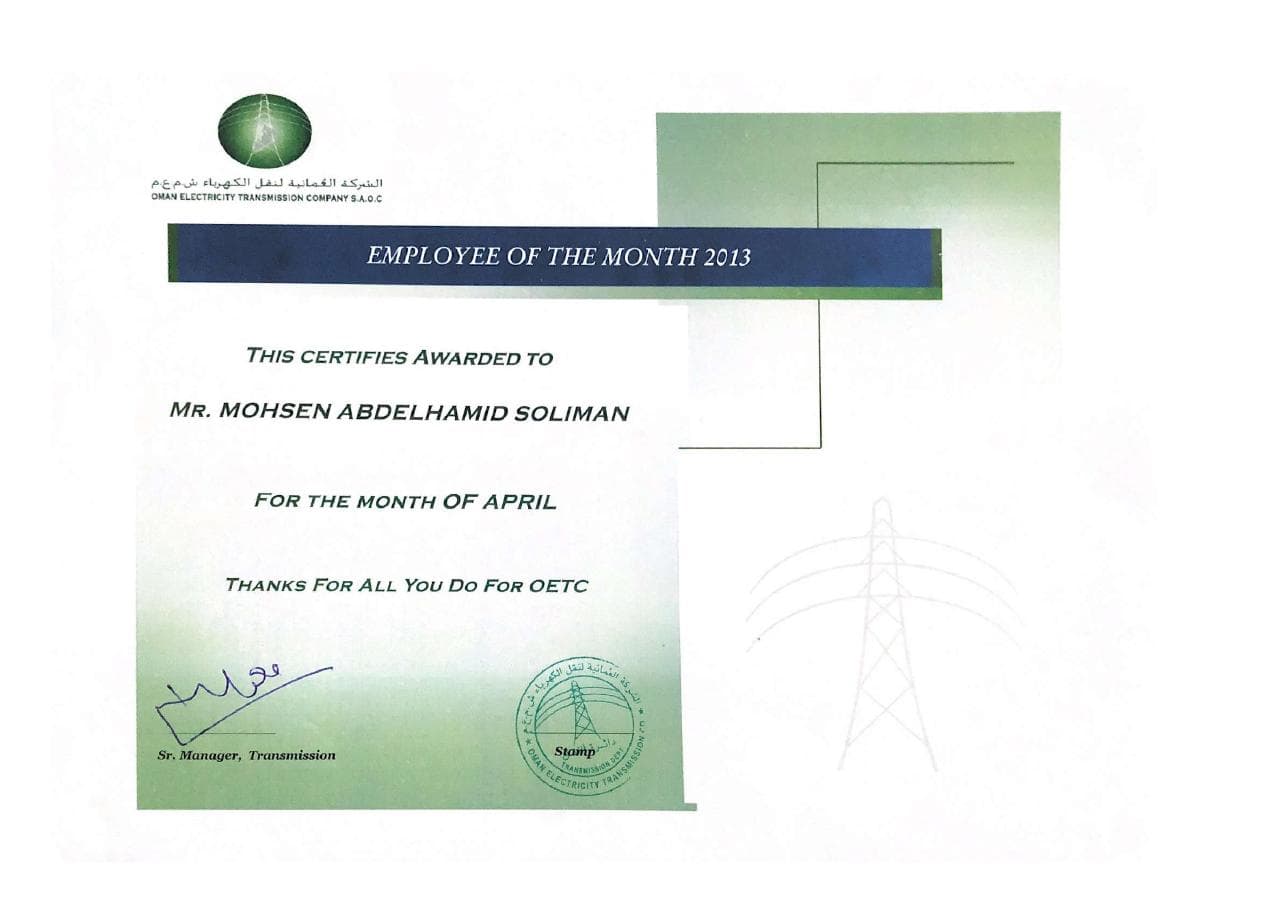 الشركة العُمانية لنقل الكهرباء ش.م.ع.م
OMAN ELECTRICITY TRANSMISSION COMPANY S.A.O.C
EMPLOYEE OF THE MONTH 2013
THIS CERTIFIES AWARDED TO
MR. MOHSEN ABDELHAMID SOLIMAN
FOR THE MONTH OF APRIL
THANKS FOR ALL YOU DO FOR OETC
Sr. Manager, Transmission
الشركة العمانية لنقل الكهرباء ش.م.ع.م
Stamp
TRANSMISSION DEPT.
OMAN ELECTRICITY TRANSMISSION CO